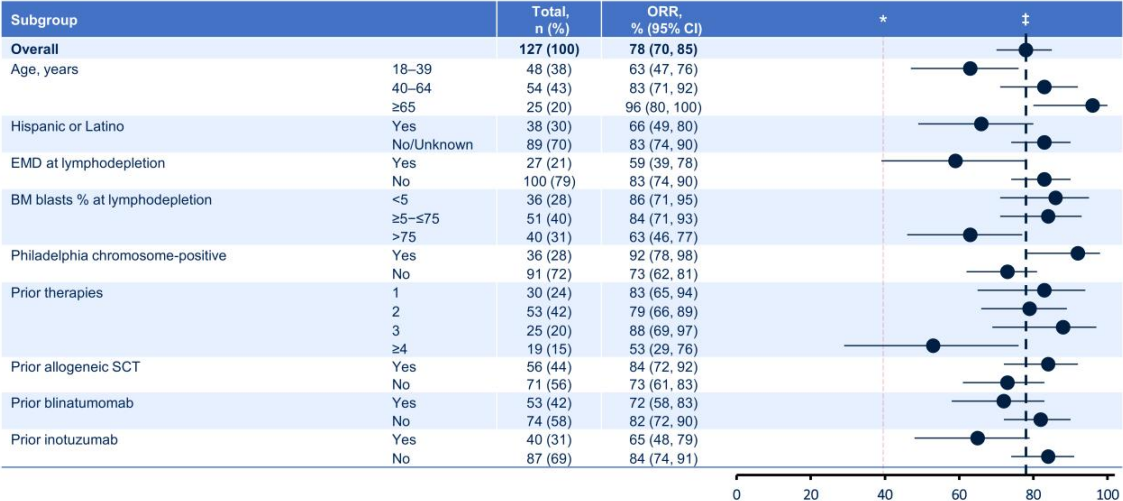 Subgroup Total, n (%) ORR, % (95% CI) * ‡
Overall 127 (100) 78 (70, 85)
Age, years 18–39 48 (38) 63 (47, 76)
40–64 54 (43) 83 (71, 92)
≥65 25 (20) 96 (80, 100)
Hispanic or Latino Yes 38 (30) 66 (49, 80)
No/Unknown 89 (70) 83 (74, 90)
EMD at lymphodepletion Yes 27 (21) 59 (39, 78)
No 100 (79) 83 (74, 90)
BM blasts % at lymphodepletion <5 36 (28) 86 (71, 95)
≥5–≤75 51 (40) 84 (71, 93)
>75 40 (31) 63 (46, 77)
Philadelphia chromosome-positive Yes 36 (28) 92 (78, 98)
No 91 (72) 73 (62, 81)
Prior therapies 1 30 (24) 83 (65, 94)
2 53 (42) 79 (66, 89)
3 25 (20) 88 (69, 97)
≥4 19 (15) 53 (29, 76)
Prior allogeneic SCT Yes 56 (44) 84 (72, 92)
No 71 (56) 73 (61, 83)
Prior blinatumomab Yes 53 (42) 72 (58, 83)
No 74 (58) 82 (72, 90)
Prior inotuzumab Yes 40 (31) 65 (48, 79)
No 87 (69) 84 (74, 91)
0 20 40 60 80 100